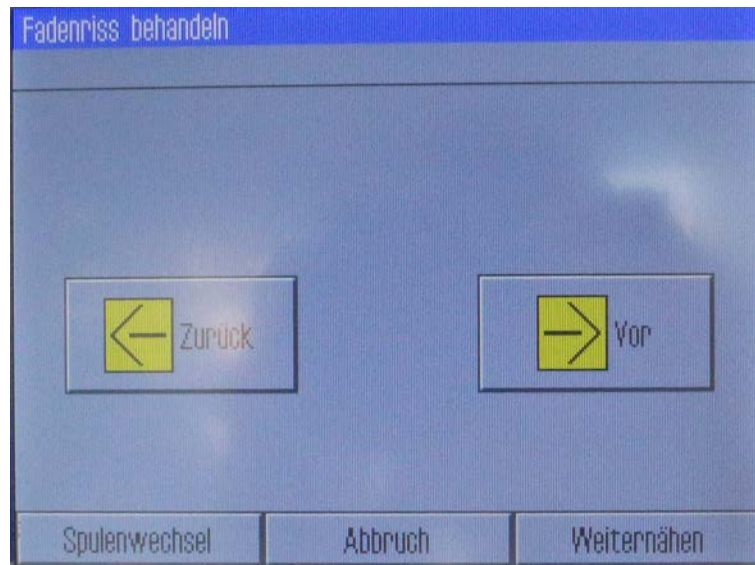 Fadenriss behandeln
Zurück
Vor
Spulenwechsel
Abbruch
Weiternähen